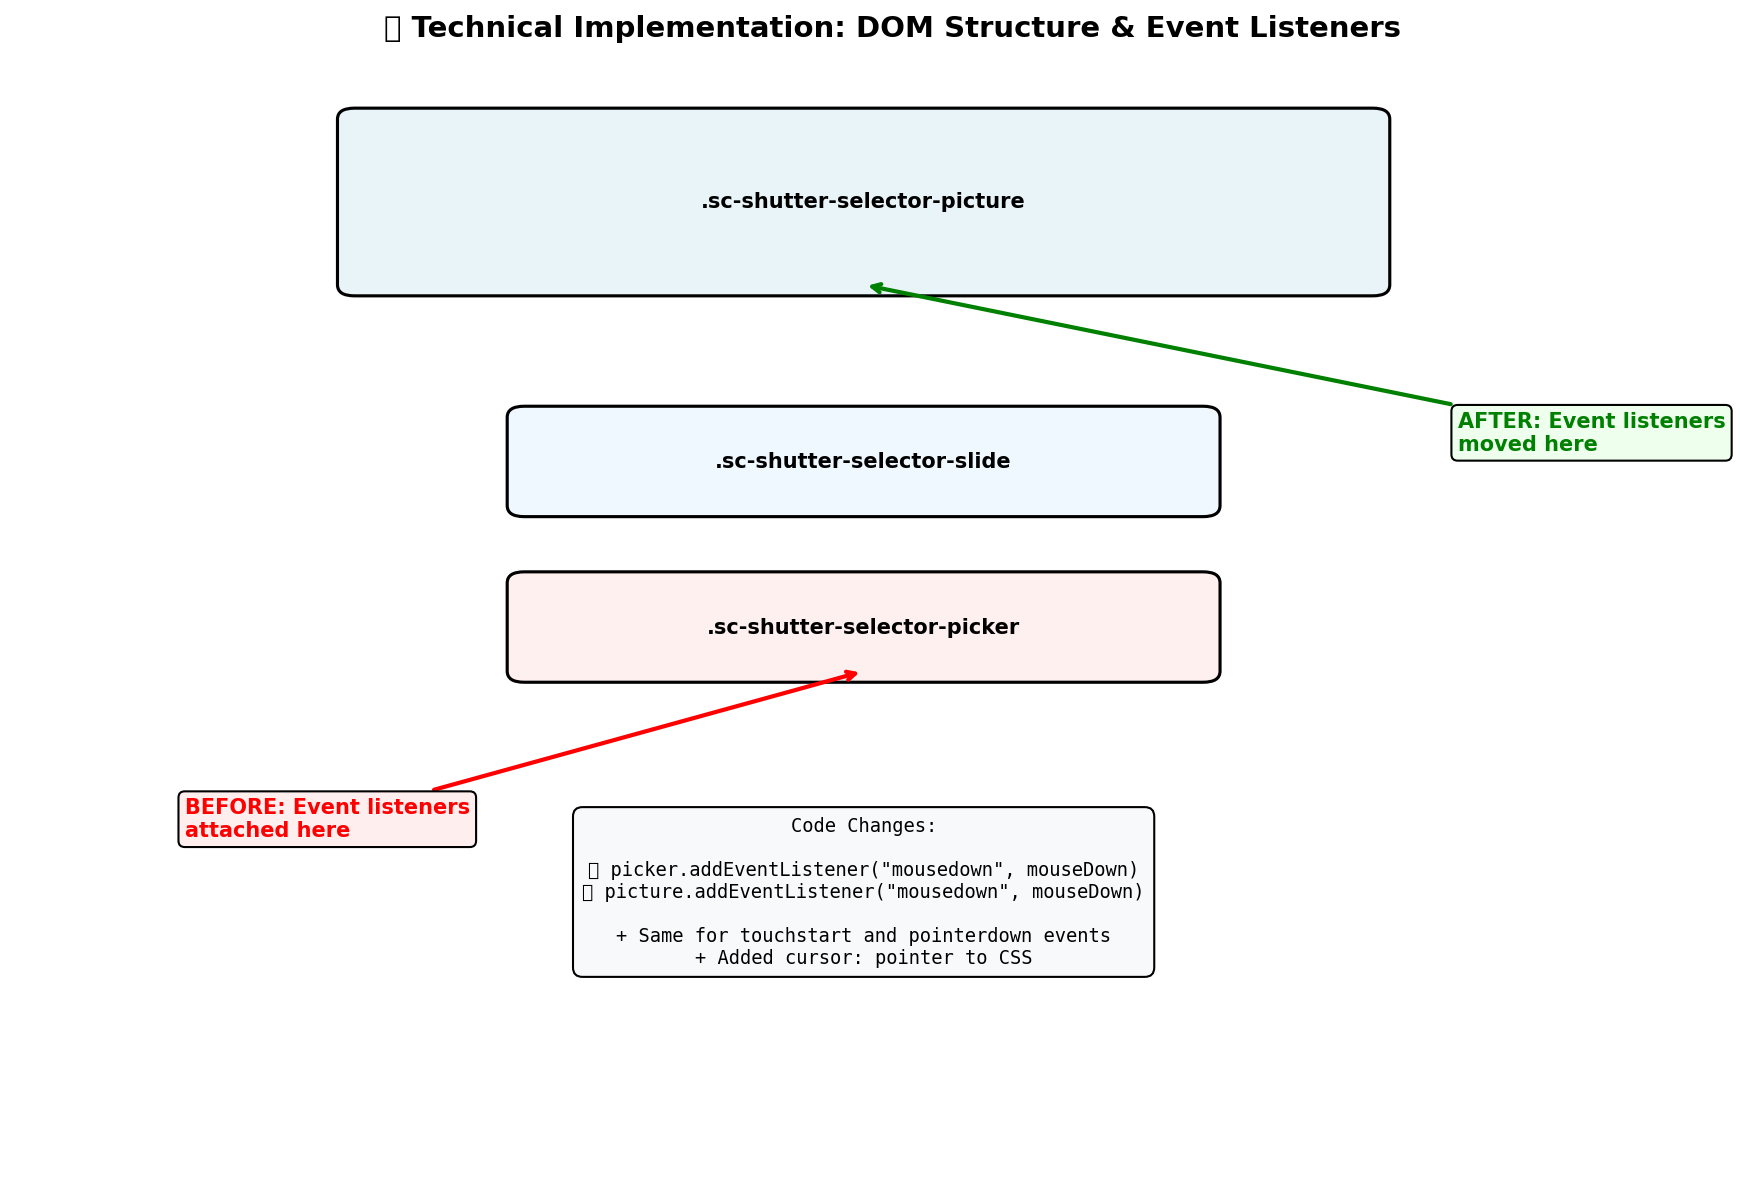 Technical Implementation: DOM Structure & Event Listeners
.sc-shutter-selector-picture
AFTER: Event listeners
moved here
.sc-shutter-selector-slide
.sc-shutter-selector-picker
BEFORE: Event listeners
attached here
Code Changes:
picker.addEventListener("mousedown", mouseDown)
picture.addEventListener("mousedown", mouseDown)
+ Same for touchstart and pointerdown events
+ Added cursor: pointer to CSS